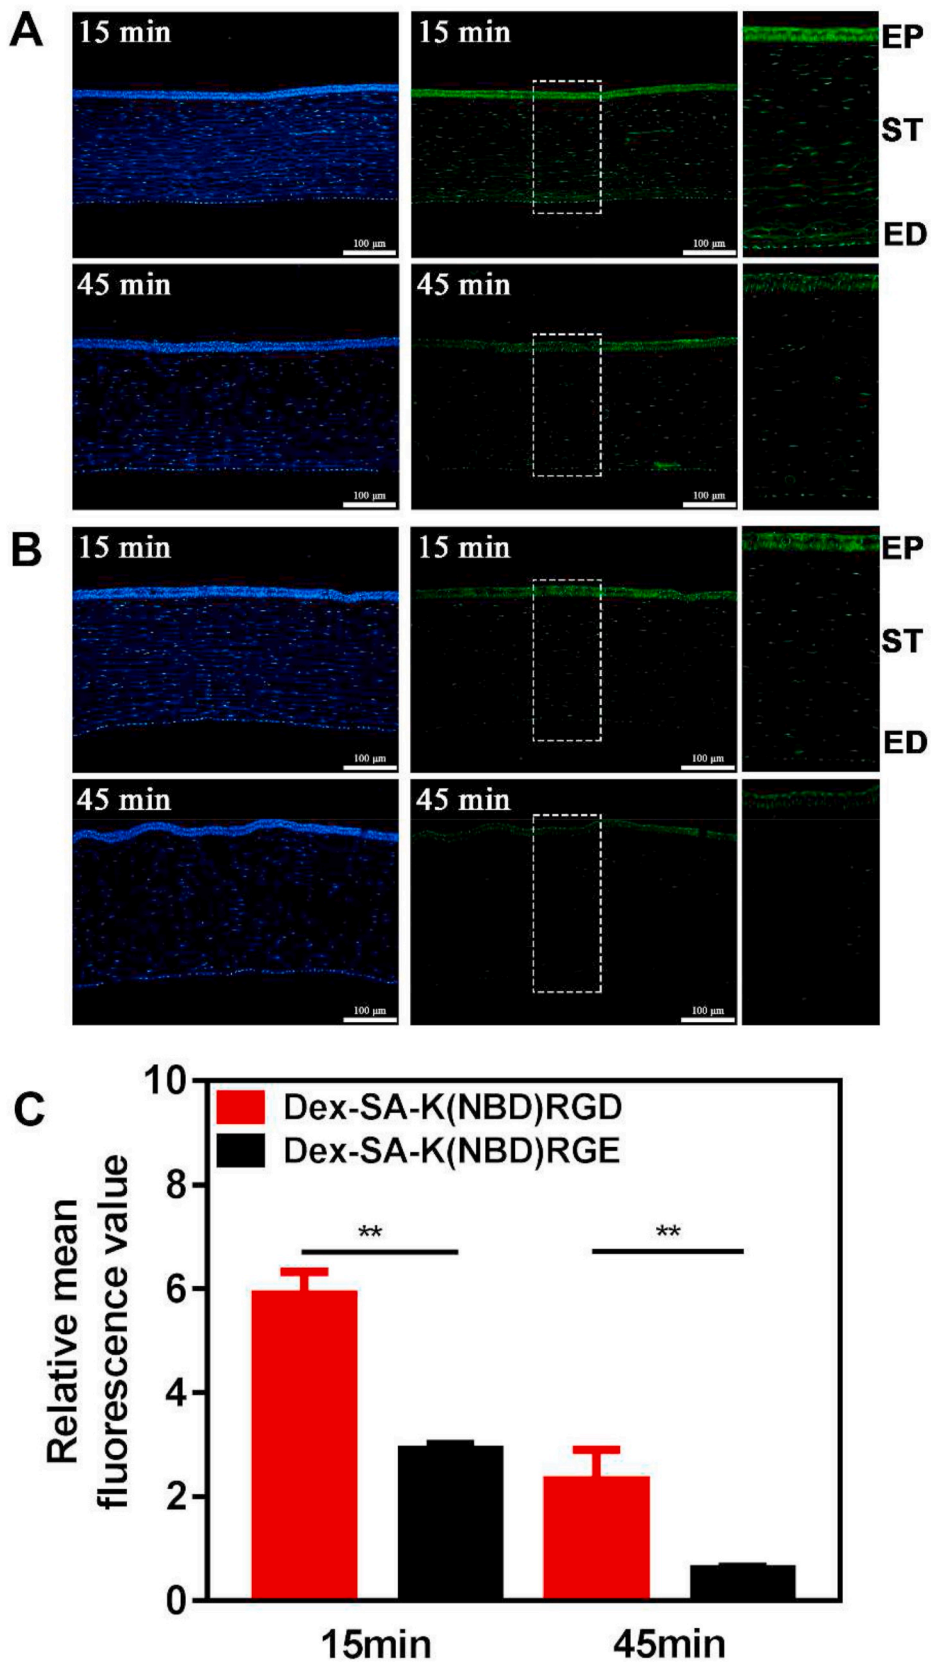 A
15 min
15 min
EP
ST
ED
100 µm
100 µm
45 min
45 min
100 µm
100 µm
B
15 min
15 min
EP
ST
ED
100 µm
100 µm
45 min
45 min
100 µm
100 µm
C
Relative mean
fluorescence value
10
8
6
4
2
0
Dex-SA-K(NBD)RGD
Dex-SA-K(NBD)RGE
**
**
15min
45min